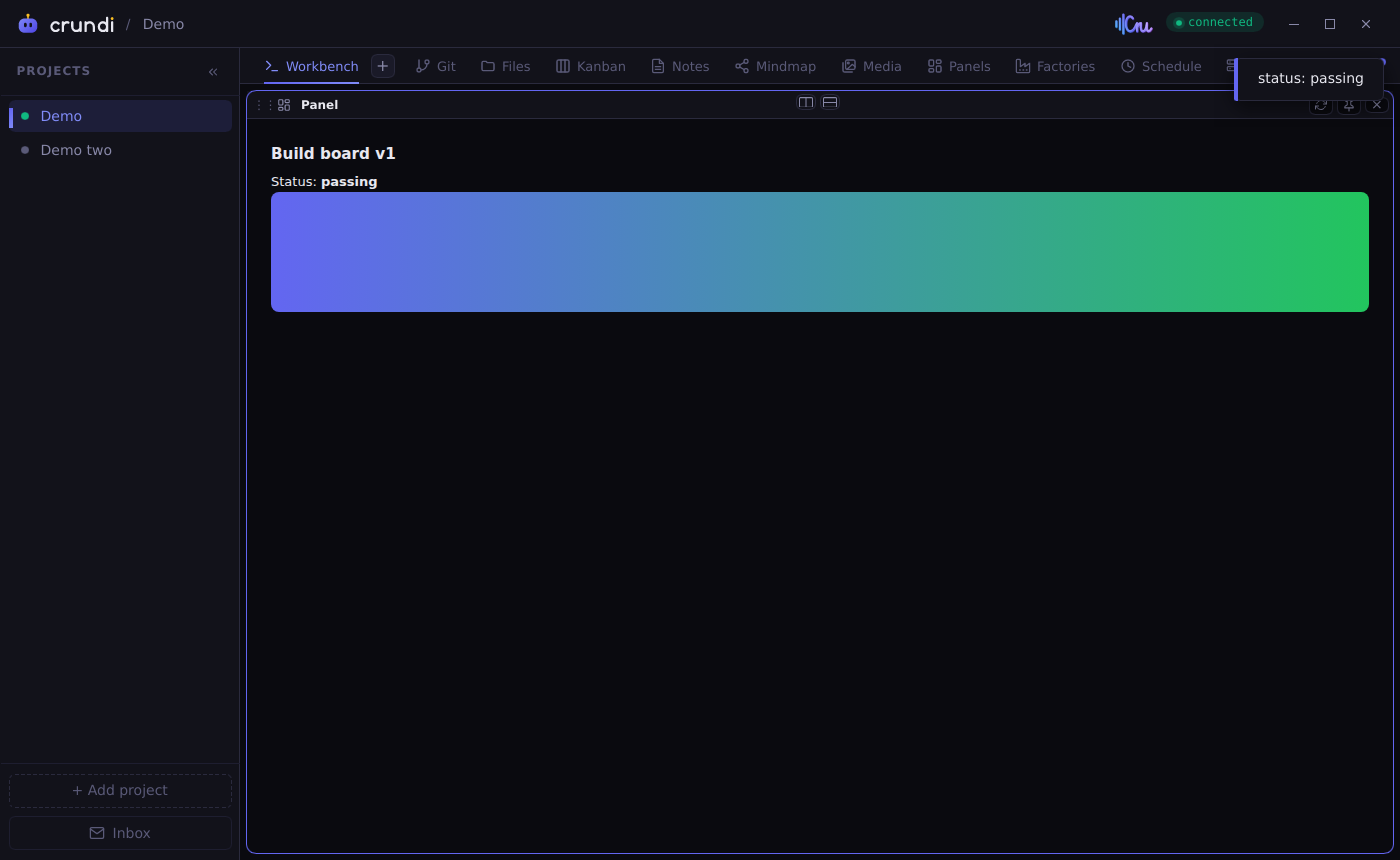 crundi / Demo
Cru
connected
PROJECTS
Demo
Demo two
+ Add project
Inbox
Workbench
Git
Files
Kanban
Notes
Mindmap
Media
Panels
Factories
Schedule
status: passing
Panel
Build board v1
Status: passing